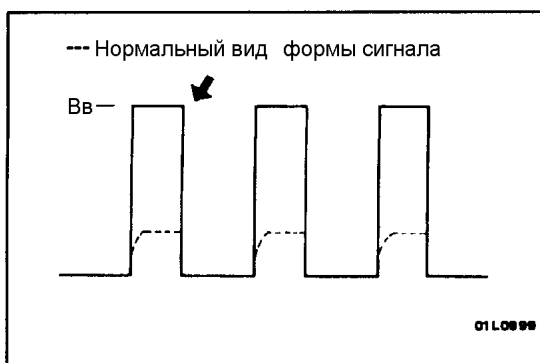 --- Нормальный вид формы сигнала
Вв
01L0899